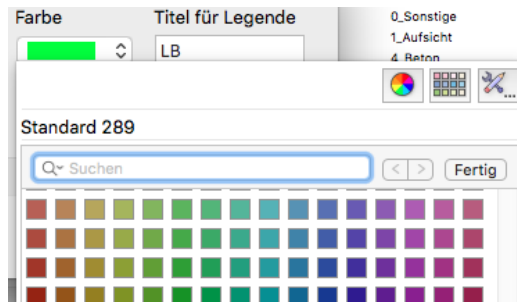 Farbe
Titel für Legende
LB
0_Sonstige
1_Aufsicht
4_Beton
...
Standard 289
Suchen
< >
Fertig